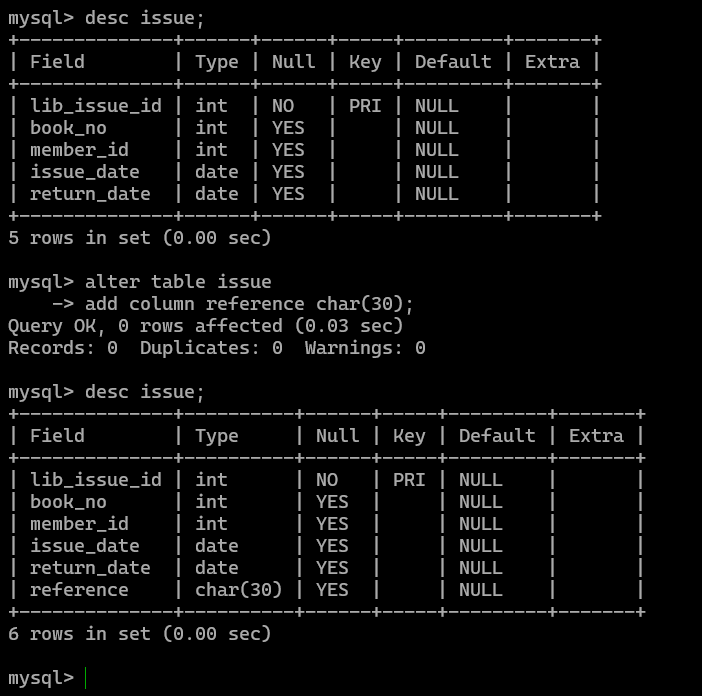 mysql> desc issue;
+--------------+------+------+-----+---------+-------+
| Field        | Type | Null | Key | Default | Extra |
+--------------+------+------+-----+---------+-------+
| lib_issue_id | int  | NO   | PRI | NULL    |       |
| book_no      | int  | YES  |     | NULL    |       |
| member_id    | int  | YES  |     | NULL    |       |
| issue_date   | date | YES  |     | NULL    |       |
| return_date  | date | YES  |     | NULL    |       |
+--------------+------+------+-----+---------+-------+
5 rows in set (0.00 sec)

mysql> alter table issue
    -> add column reference char(30);
Query OK, 0 rows affected (0.03 sec)
Records: 0  Duplicates: 0  Warnings: 0

mysql> desc issue;
+--------------+----------+------+-----+---------+-------+
| Field        | Type     | Null | Key | Default | Extra |
+--------------+----------+------+-----+---------+-------+
| lib_issue_id | int      | NO   | PRI | NULL    |       |
| book_no      | int      | YES  |     | NULL    |       |
| member_id    | int      | YES  |     | NULL    |       |
| issue_date   | date     | YES  |     | NULL    |       |
| return_date  | date     | YES  |     | NULL    |       |
| reference    | char(30) | YES  |     | NULL    |       |
+--------------+----------+------+-----+---------+-------+
6 rows in set (0.00 sec)

mysql>